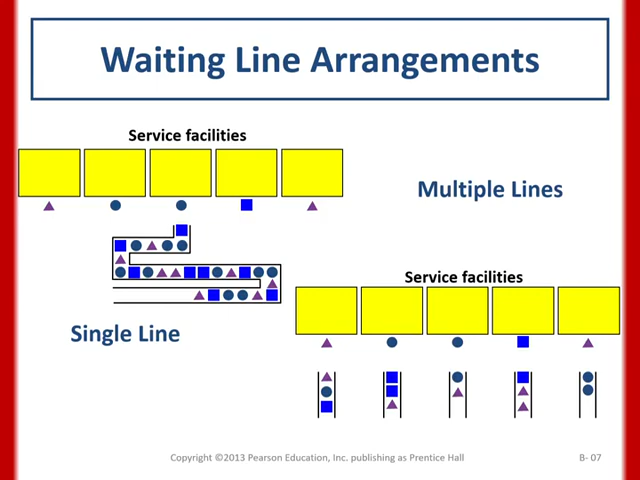 Waiting Line Arrangements
Service facilities
Multiple Lines
Service facilities
Single Line
Copyright ©2013 Pearson Education, Inc. publishing as Prentice Hall
B- 07